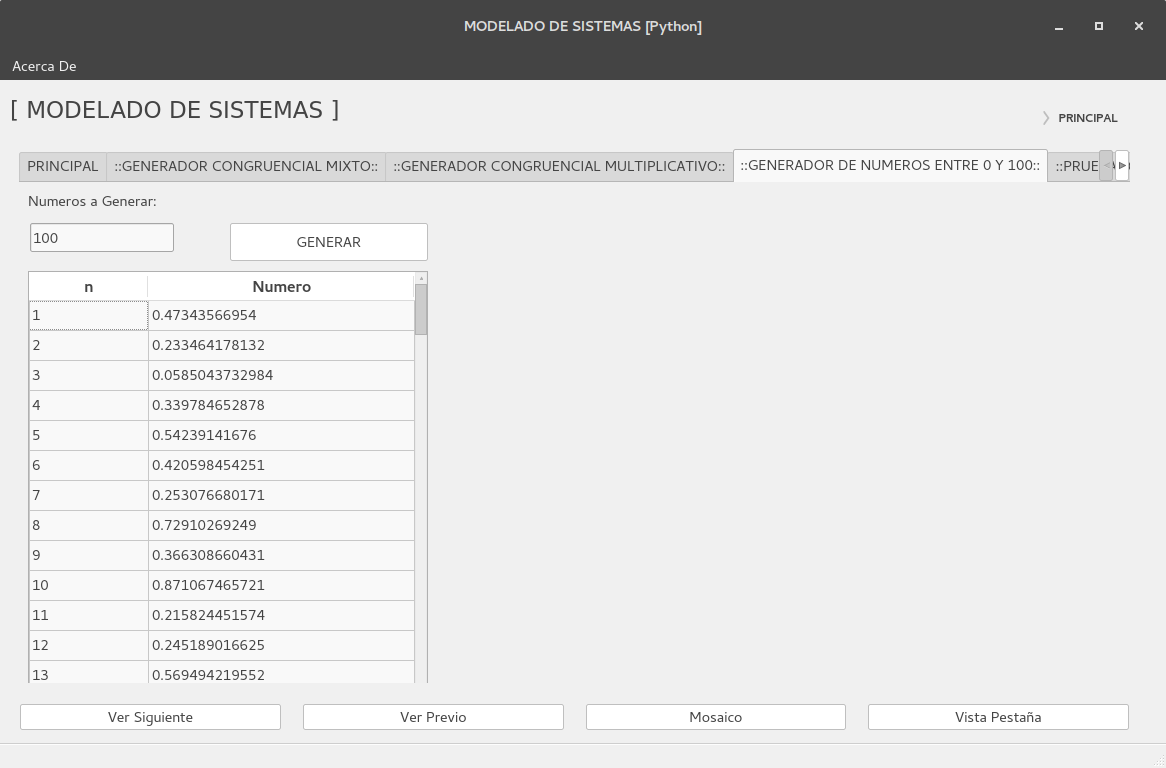 MODELADO DE SISTEMAS [Python]
Acerca De
[ MODELADO DE SISTEMAS ]
PRINCIPAL
PRINCIPAL ::GENERADOR CONGRUENCIAL MIXTO:: ::GENERADOR CONGRUENCIAL MULTIPLICATIVO:: ::GENERADOR DE NUMEROS ENTRE 0 Y 100::
Numeros a Generar:
100 GENERAR
n Numero
1 0.47343566954
2 0.233464178132
3 0.0585043732984
4 0.339784652878
5 0.54239141676
6 0.420598454251
7 0.253076680171
8 0.72910269249
9 0.366308660431
10 0.871067465721
11 0.215824451574
12 0.245189016625
13 0.569494219552
Ver Siguiente Ver Previo Mosaico Vista Pestaña